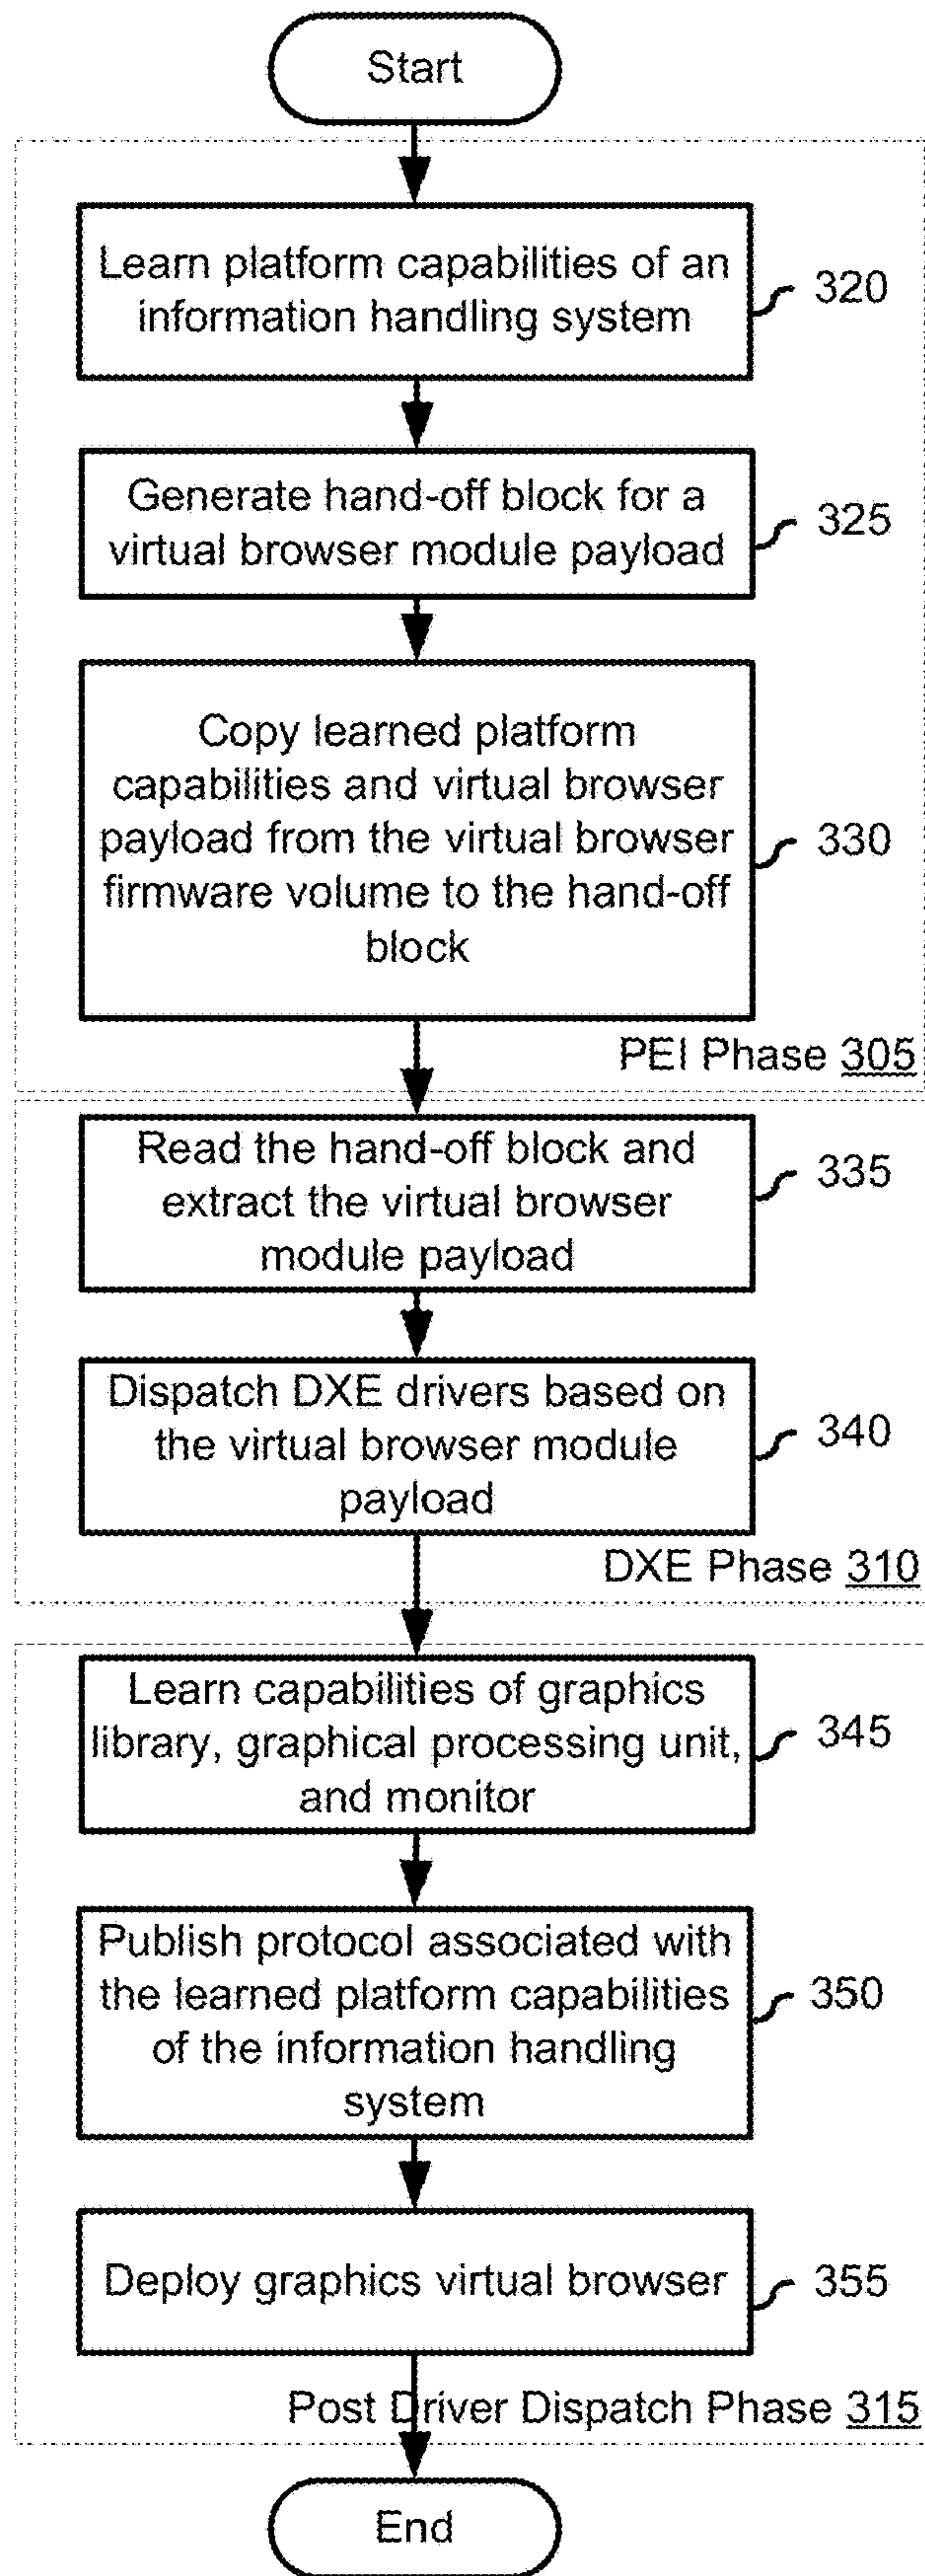 Start
Learn platform capabilities of an
information handling system
320
Generate hand-off block for a
virtual browser module payload
325
Copy learned platform
capabilities and virtual browser
payload from the virtual browser
firmware volume to the hand-off
block
330
PEI Phase 305
Read the hand-off block and
extract the virtual browser
module payload
335
Dispatch DXE drivers based on
the virtual browser module
payload
340
DXE Phase 310
Learn capabilities of graphics
library, graphical processing unit,
and monitor
345
Publish protocol associated with
the learned platform capabilities
of the information handling
system
350
Deploy graphics virtual browser
355
Post Driver Dispatch Phase 315
End